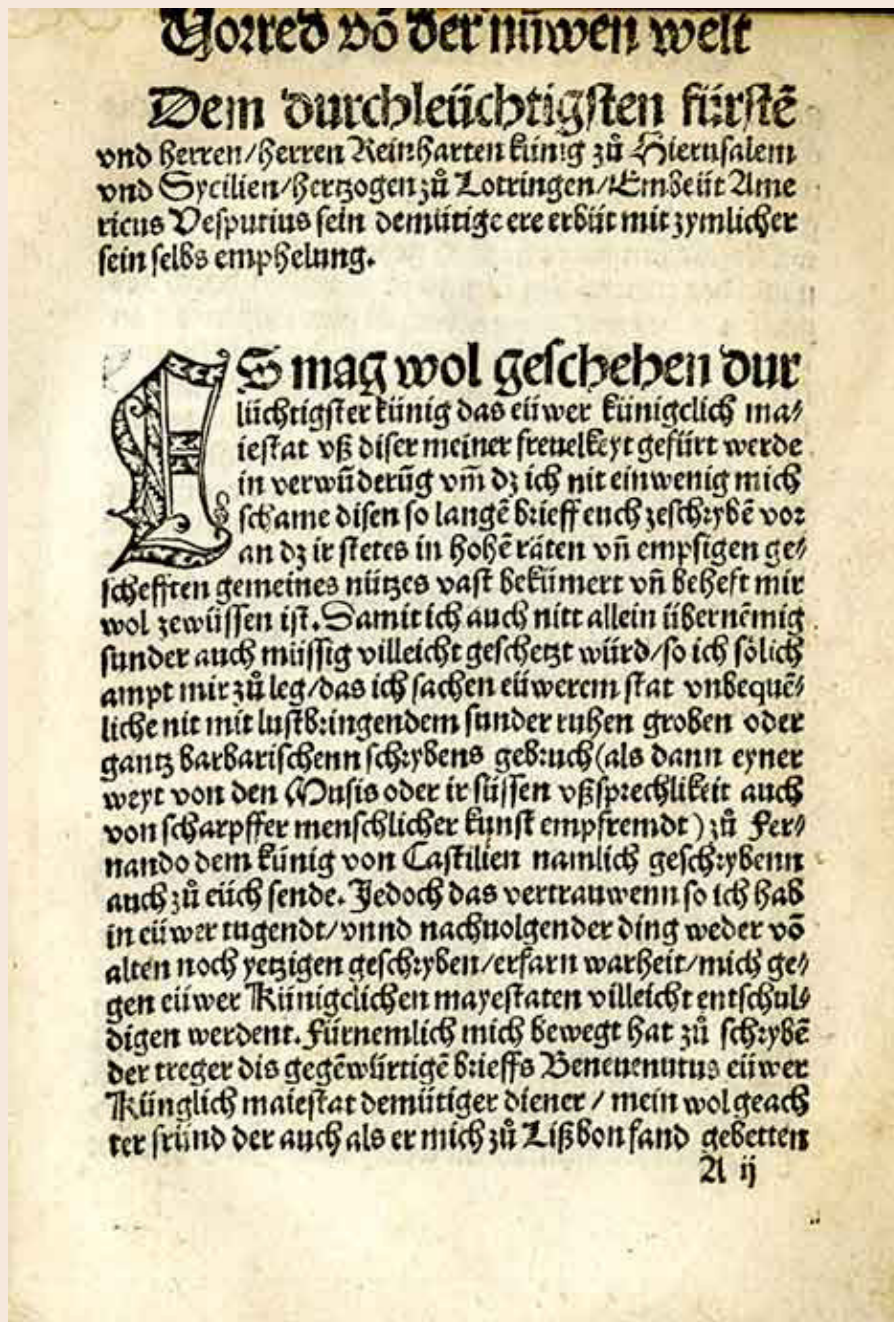 Vorred vō der nüwen welt
Dem durchleüchtigsten fürstē
vnd herren/herren Reinharten künig zů Hierusalem
vnd Sycilien/hertzogen zů Lotringen/Embeüt Ame
ricus Vesputius sein demütige ere erbüt mit zymlicher
sein selbs emphelung.
ES mag wol geschehen dur
lüchtigster künig das eüwer küniglich ma⸗
iestat vß diser meiner freuelkeyt gefürt werde
in verwūderūg vm̄ dz ich nit einwenig mich
schame disen so langē brieff euch zeschrybē vor
an dz ir stetes in hohē räten vn̄ empsigen ge⸗
schefften gemeines nützes vast bekümert vn̄ beheft mir
wol zewüssen ist. Damit ich auch nitt allein übernēmig
sunder auch müssig villeicht geschetzt würd/so ich sölich
ampt mir zů leg/das ich sachen eüwerem stat vnbequē⸗
liche nit mit lustbringendem sunder ruhen groben oder
gantz barbarischenn schrybens gebruch(als dann eyner
weyt von den Musis oder ir süssen vßsprechlikeit auch
von scharpffer menschlicher kunst empfremdt) zů Fer⸗
nando dem künig von Castilien namlich geschrybenn
auch zů eüch sende. Jedoch das vertrauwenn so ich hab
in eüwer tugendt/vnnd nachuolgender ding weder vō
alten noch yetzigen geschryben/erfarn warheit/mich ge⸗
gen eüwer Küniglichen mayestaten villeicht entschul⸗
digen werdent. Fürnemlich mich bewegt hat zů schrybē
der treger dis gegēwürtigē brieffs Beneuenutus eüwer
Künglich maiestat demütiger diener / mein wolgeach
ter fründ der auch als er mich zů Lißbon fand gebetten
A ij